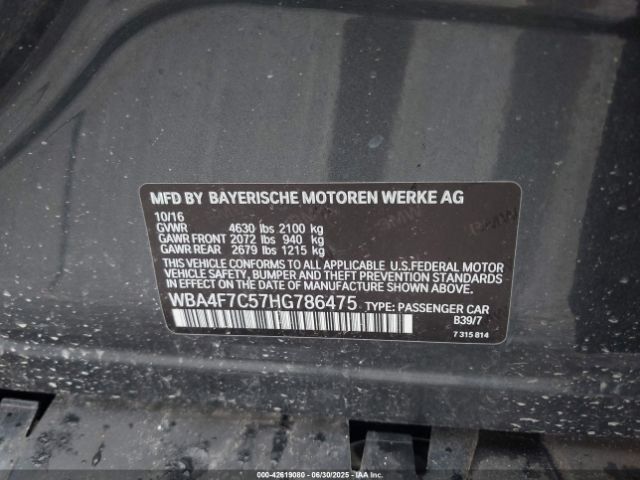 MFD BY BAYERISCHE MOTOREN WERKE AG
10/16
GVWR 4630 lbs 2100 kg
GAWR FRONT 2072 lbs 940 kg
GAWR REAR 2679 lbs 1215 kg
THIS VEHICLE CONFORMS TO ALL APPLICABLE U.S.FEDERAL MOTOR
VEHICLE SAFETY, BUMPER AND THEFT PREVENTION STANDARDS
IN EFFECT ON THE DATE OF MANUFACTURE SHOWN ABOVE.
WBA4F7C57HG786475 TYPE: PASSENGER CAR
B39/7
7 315 814
00-42619080 - 06/30/2025 - © IAA, Inc.